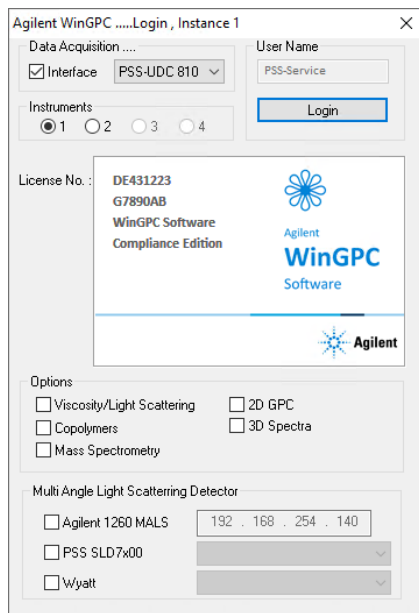 Agilent WinGPC .....Login , Instance 1
Data Acquisition ....
Interface PSS-UDC 810
User Name
PSS-Service
Login
Instruments
1 2 3 4
License No. :
DE431223
G7890AB
WinGPC Software
Compliance Edition
Agilent
WinGPC
Software
Agilent
Options
Viscosity/Light Scattering 2D GPC
Copolymers 3D Spectra
Mass Spectrometry
Multi Angle Light Scatterring Detector
Agilent 1260 MALS 192 . 168 . 254 . 140
PSS SLD7x00
Wyatt